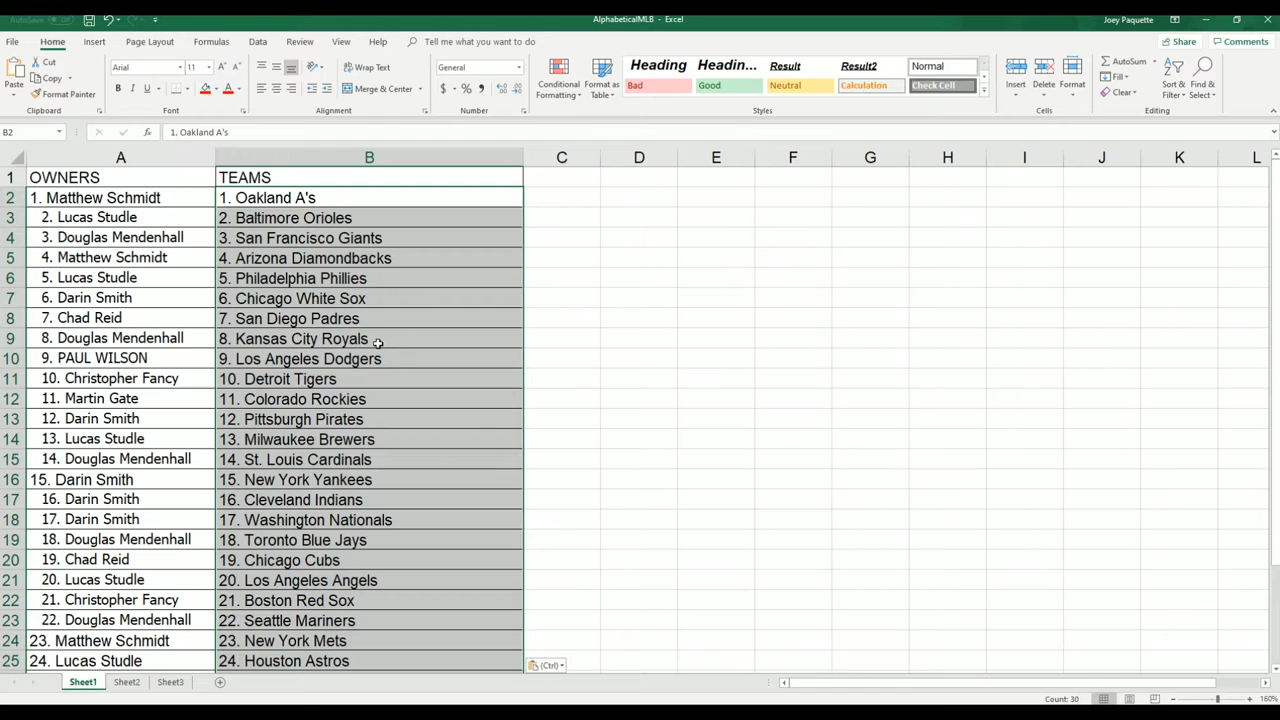 AutoSave Off AlphabeticalMLB - Excel Joey Paquette
File Home Insert Page Layout Formulas Data Review View Help Tell me what you want to do Share Comments
Paste Cut Copy Format Painter Clipboard
Arial 11 B I U A Font
Wrap Text Merge & Center Alignment
General $ % Number
Conditional Formatting Format as Table
Heading Headin... Result Result2 Normal
Bad Good Neutral Calculation Check Cell
Styles
Insert Delete Format Cells
AutoSum Fill Clear Sort & Filter Find & Select Editing
B2 fx 1. Oakland A's
A B C D E F G H I J K L
1 OWNERS TEAMS
2 1. Matthew Schmidt 1. Oakland A's
3 2. Lucas Studle 2. Baltimore Orioles
4 3. Douglas Mendenhall 3. San Francisco Giants
5 4. Matthew Schmidt 4. Arizona Diamondbacks
6 5. Lucas Studle 5. Philadelphia Phillies
7 6. Darin Smith 6. Chicago White Sox
8 7. Chad Reid 7. San Diego Padres
9 8. Douglas Mendenhall 8. Kansas City Royals
10 9. PAUL WILSON 9. Los Angeles Dodgers
11 10. Christopher Fancy 10. Detroit Tigers
12 11. Martin Gate 11. Colorado Rockies
13 12. Darin Smith 12. Pittsburgh Pirates
14 13. Lucas Studle 13. Milwaukee Brewers
15 14. Douglas Mendenhall 14. St. Louis Cardinals
16 15. Darin Smith 15. New York Yankees
17 16. Darin Smith 16. Cleveland Indians
18 17. Darin Smith 17. Washington Nationals
19 18. Douglas Mendenhall 18. Toronto Blue Jays
20 19. Chad Reid 19. Chicago Cubs
21 20. Lucas Studle 20. Los Angeles Angels
22 21. Christopher Fancy 21. Boston Red Sox
23 22. Douglas Mendenhall 22. Seattle Mariners
24 23. Matthew Schmidt 23. New York Mets
25 24. Lucas Studle 24. Houston Astros
(Ctrl)
Sheet1 Sheet2 Sheet3
Count: 30 160%